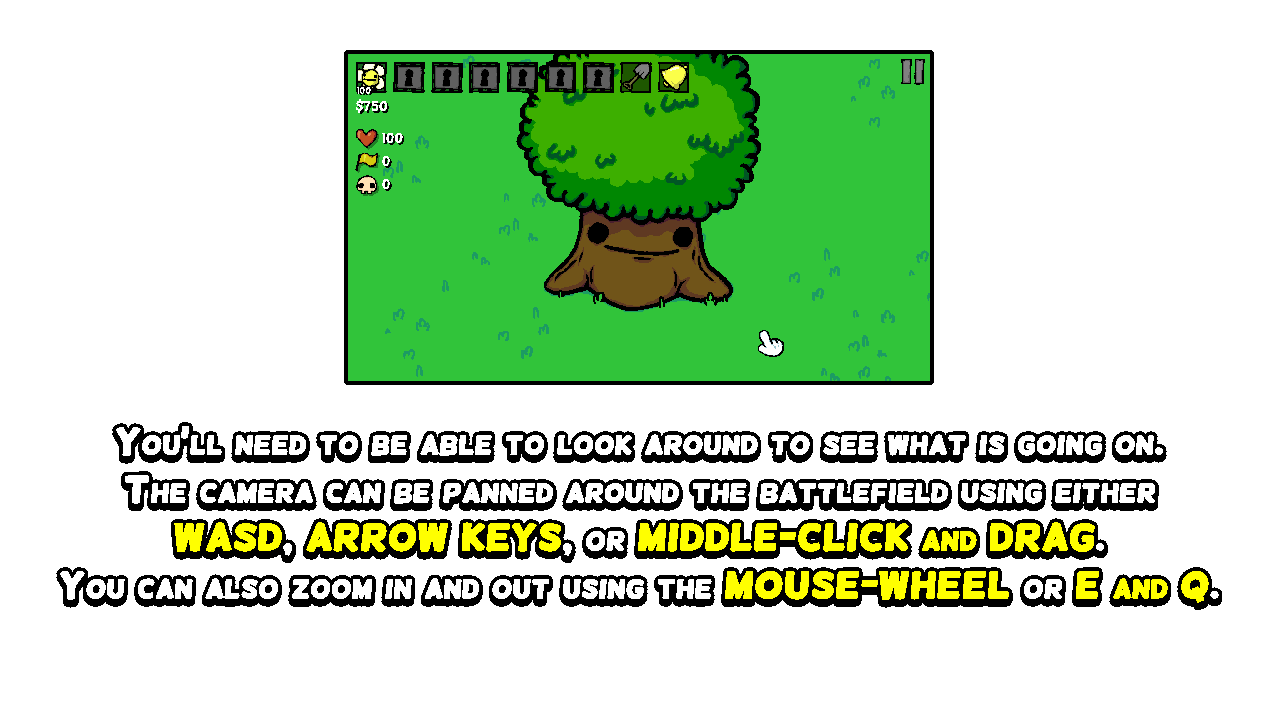 100
$750
100
0
0
You'll need to be able to look around to see what is going on.
The camera can be panned around the battlefield using either
WASD, ARROW KEYS, or MIDDLE-CLICK and DRAG.
You can also zoom in and out using the MOUSE-WHEEL or E and Q.